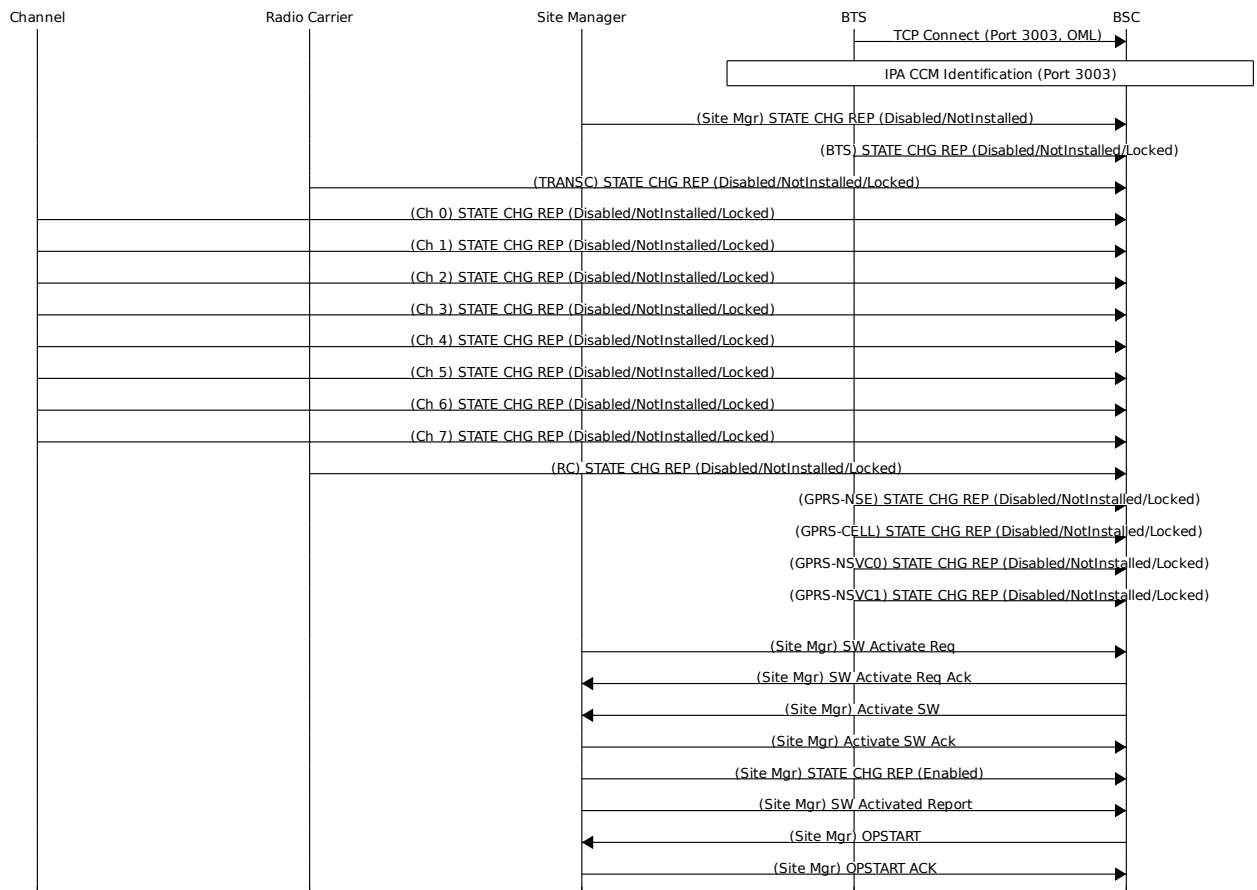 Channel Radio Carrier Site Manager BTS BSC
TCP Connect (Port 3003, OML)
IPA CCM Identification (Port 3003)
(Site Mgr) STATE CHG REP (Disabled/NotInstalled)
(BTS) STATE CHG REP (Disabled/NotInstalled/Locked)
(TRANSC) STATE CHG REP (Disabled/NotInstalled/Locked)
(Ch 0) STATE CHG REP (Disabled/NotInstalled/Locked)
(Ch 1) STATE CHG REP (Disabled/NotInstalled/Locked)
(Ch 2) STATE CHG REP (Disabled/NotInstalled/Locked)
(Ch 3) STATE CHG REP (Disabled/NotInstalled/Locked)
(Ch 4) STATE CHG REP (Disabled/NotInstalled/Locked)
(Ch 5) STATE CHG REP (Disabled/NotInstalled/Locked)
(Ch 6) STATE CHG REP (Disabled/NotInstalled/Locked)
(Ch 7) STATE CHG REP (Disabled/NotInstalled/Locked)
(RC) STATE CHG REP (Disabled/NotInstalled/Locked)
(GPRS-NSE) STATE CHG REP (Disabled/NotInstalled/Locked)
(GPRS-CELL) STATE CHG REP (Disabled/NotInstalled/Locked)
(GPRS-NSVC0) STATE CHG REP (Disabled/NotInstalled/Locked)
(GPRS-NSVC1) STATE CHG REP (Disabled/NotInstalled/Locked)
(Site Mgr) SW Activate Req
(Site Mgr) SW Activate Req Ack
(Site Mgr) Activate SW
(Site Mgr) Activate SW Ack
(Site Mgr) STATE CHG REP (Enabled)
(Site Mgr) SW Activated Report
(Site Mgr) OPSTART
(Site Mgr) OPSTART ACK